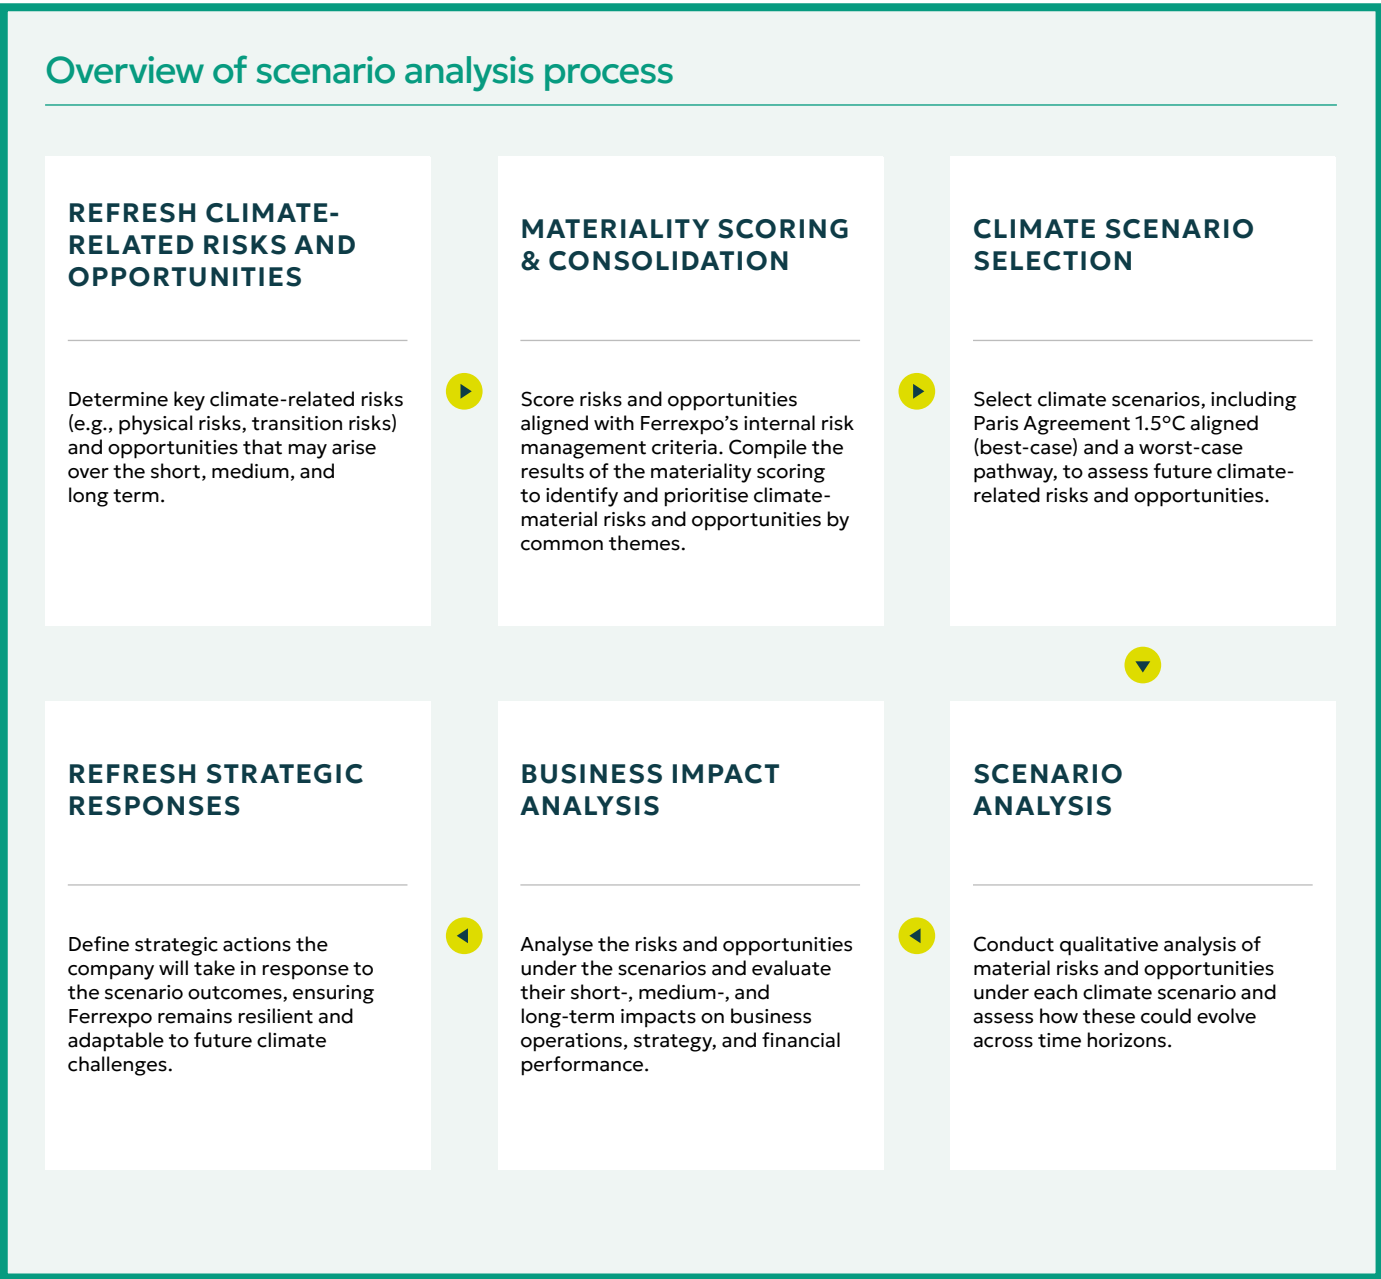 Overview of scenario analysis process
REFRESH CLIMATE-
RELATED RISKS AND
OPPORTUNITIES
Determine key climate-related risks
(e.g., physical risks, transition risks)
and opportunities that may arise
over the short, medium, and
long term.
MATERIALITY SCORING
& CONSOLIDATION
Score risks and opportunities
aligned with Ferrexpo’s internal risk
management criteria. Compile the
results of the materiality scoring
to identify and prioritise climate-
material risks and opportunities by
common themes.
CLIMATE SCENARIO
SELECTION
Select climate scenarios, including
Paris Agreement 1.5ºC aligned
(best-case) and a worst-case
pathway, to assess future climate-
related risks and opportunities.
SCENARIO
ANALYSIS
Conduct qualitative analysis of
material risks and opportunities
under each climate scenario and
assess how these could evolve
across time horizons.
BUSINESS IMPACT
ANALYSIS
Analyse the risks and opportunities
under the scenarios and evaluate
their short-, medium-, and
long-term impacts on business
operations, strategy, and financial
performance.
REFRESH STRATEGIC
RESPONSES
Define strategic actions the
company will take in response to
the scenario outcomes, ensuring
Ferrexpo remains resilient and
adaptable to future climate
challenges.